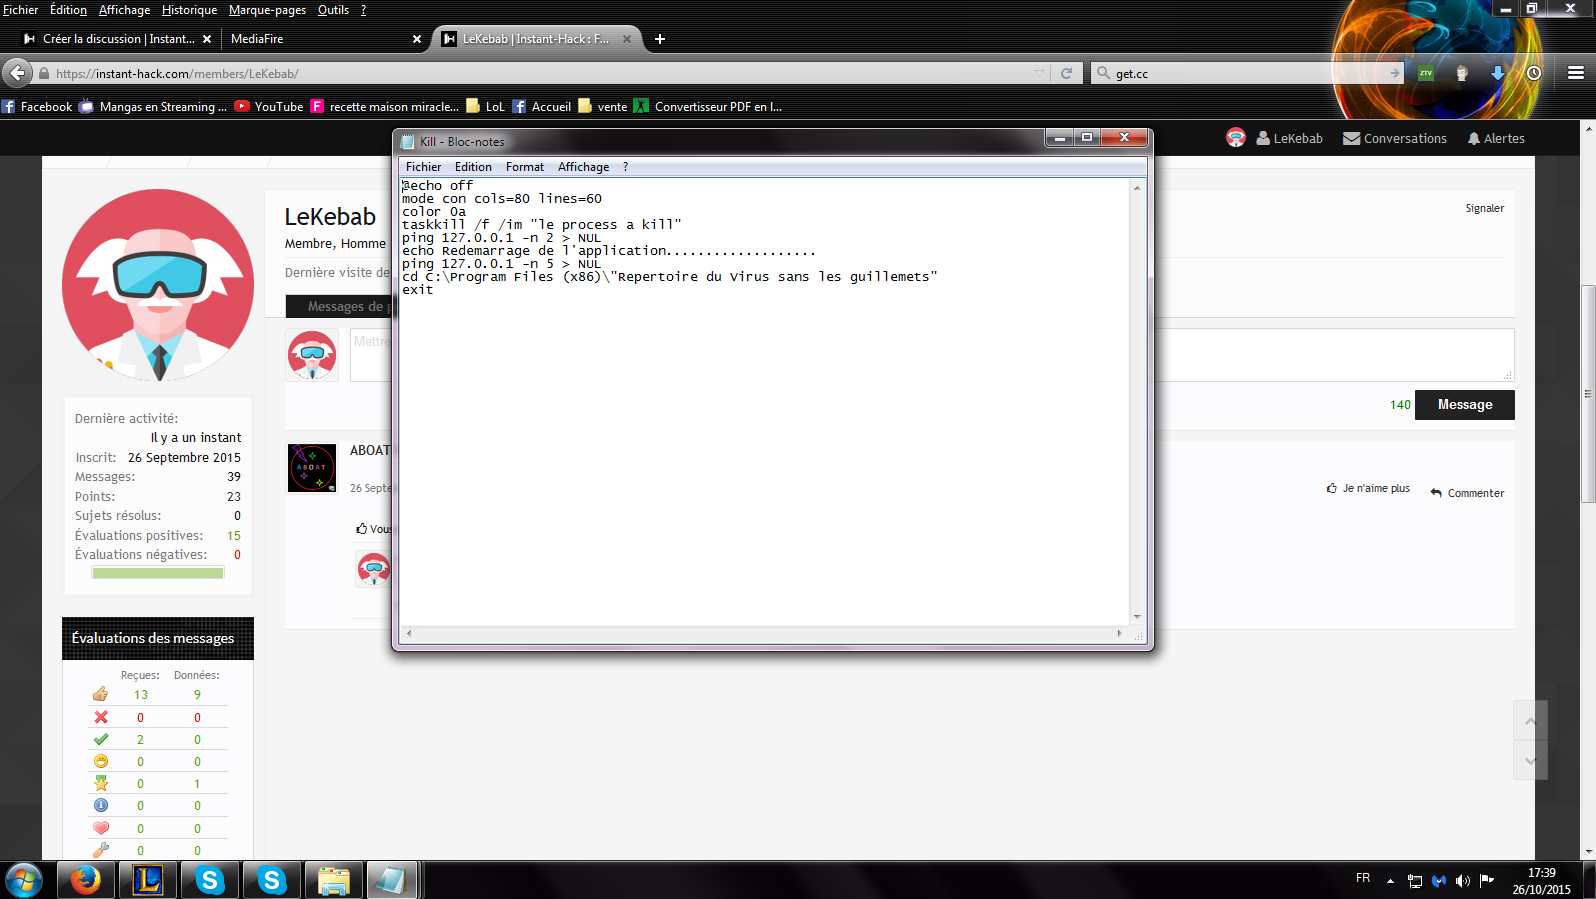 Fichier Édition Affichage Historique Marque-pages Outils ?
Créer la discussion | Instant...
MediaFire
LeKebab | Instant-Hack : F...
https://instant-hack.com/members/LeKebab/
get.cc
ZTV
Facebook
Mangas en Streaming ...
YouTube
recette maison miracle...
LoL
Accueil
vente
Convertisseur PDF en l...
LeKebab
Conversations
Alertes
Kill - Bloc-notes
Fichier Edition Format Affichage ?
@echo off
mode con cols=80 lines=60
color 0a
taskkill /f /im "le process a kill"
ping 127.0.0.1 -n 2 > NUL
echo Redemarrage de l'application...................
ping 127.0.0.1 -n 5 > NUL
cd C:\Program Files (x86)\"Repertoire du Virus sans les guillemets"
exit
LeKebab
Signaler
Membre, Homme
Dernière visite de
Messages de p
Mettre
140
Message
Dernière activité:
Il y a un instant
Inscrit: 26 Septembre 2015
Messages: 39
Points: 23
Sujets résolus: 0
Évaluations positives: 15
Évaluations négatives: 0
ABOAT
ABOAT
26 Septe
Je n'aime plus
Commenter
Vous
Évaluations des messages
Reçues: Données:
13 9
0 0
2 0
0 0
0 1
0 0
0 0
0 0
FR
17:39
26/10/2015